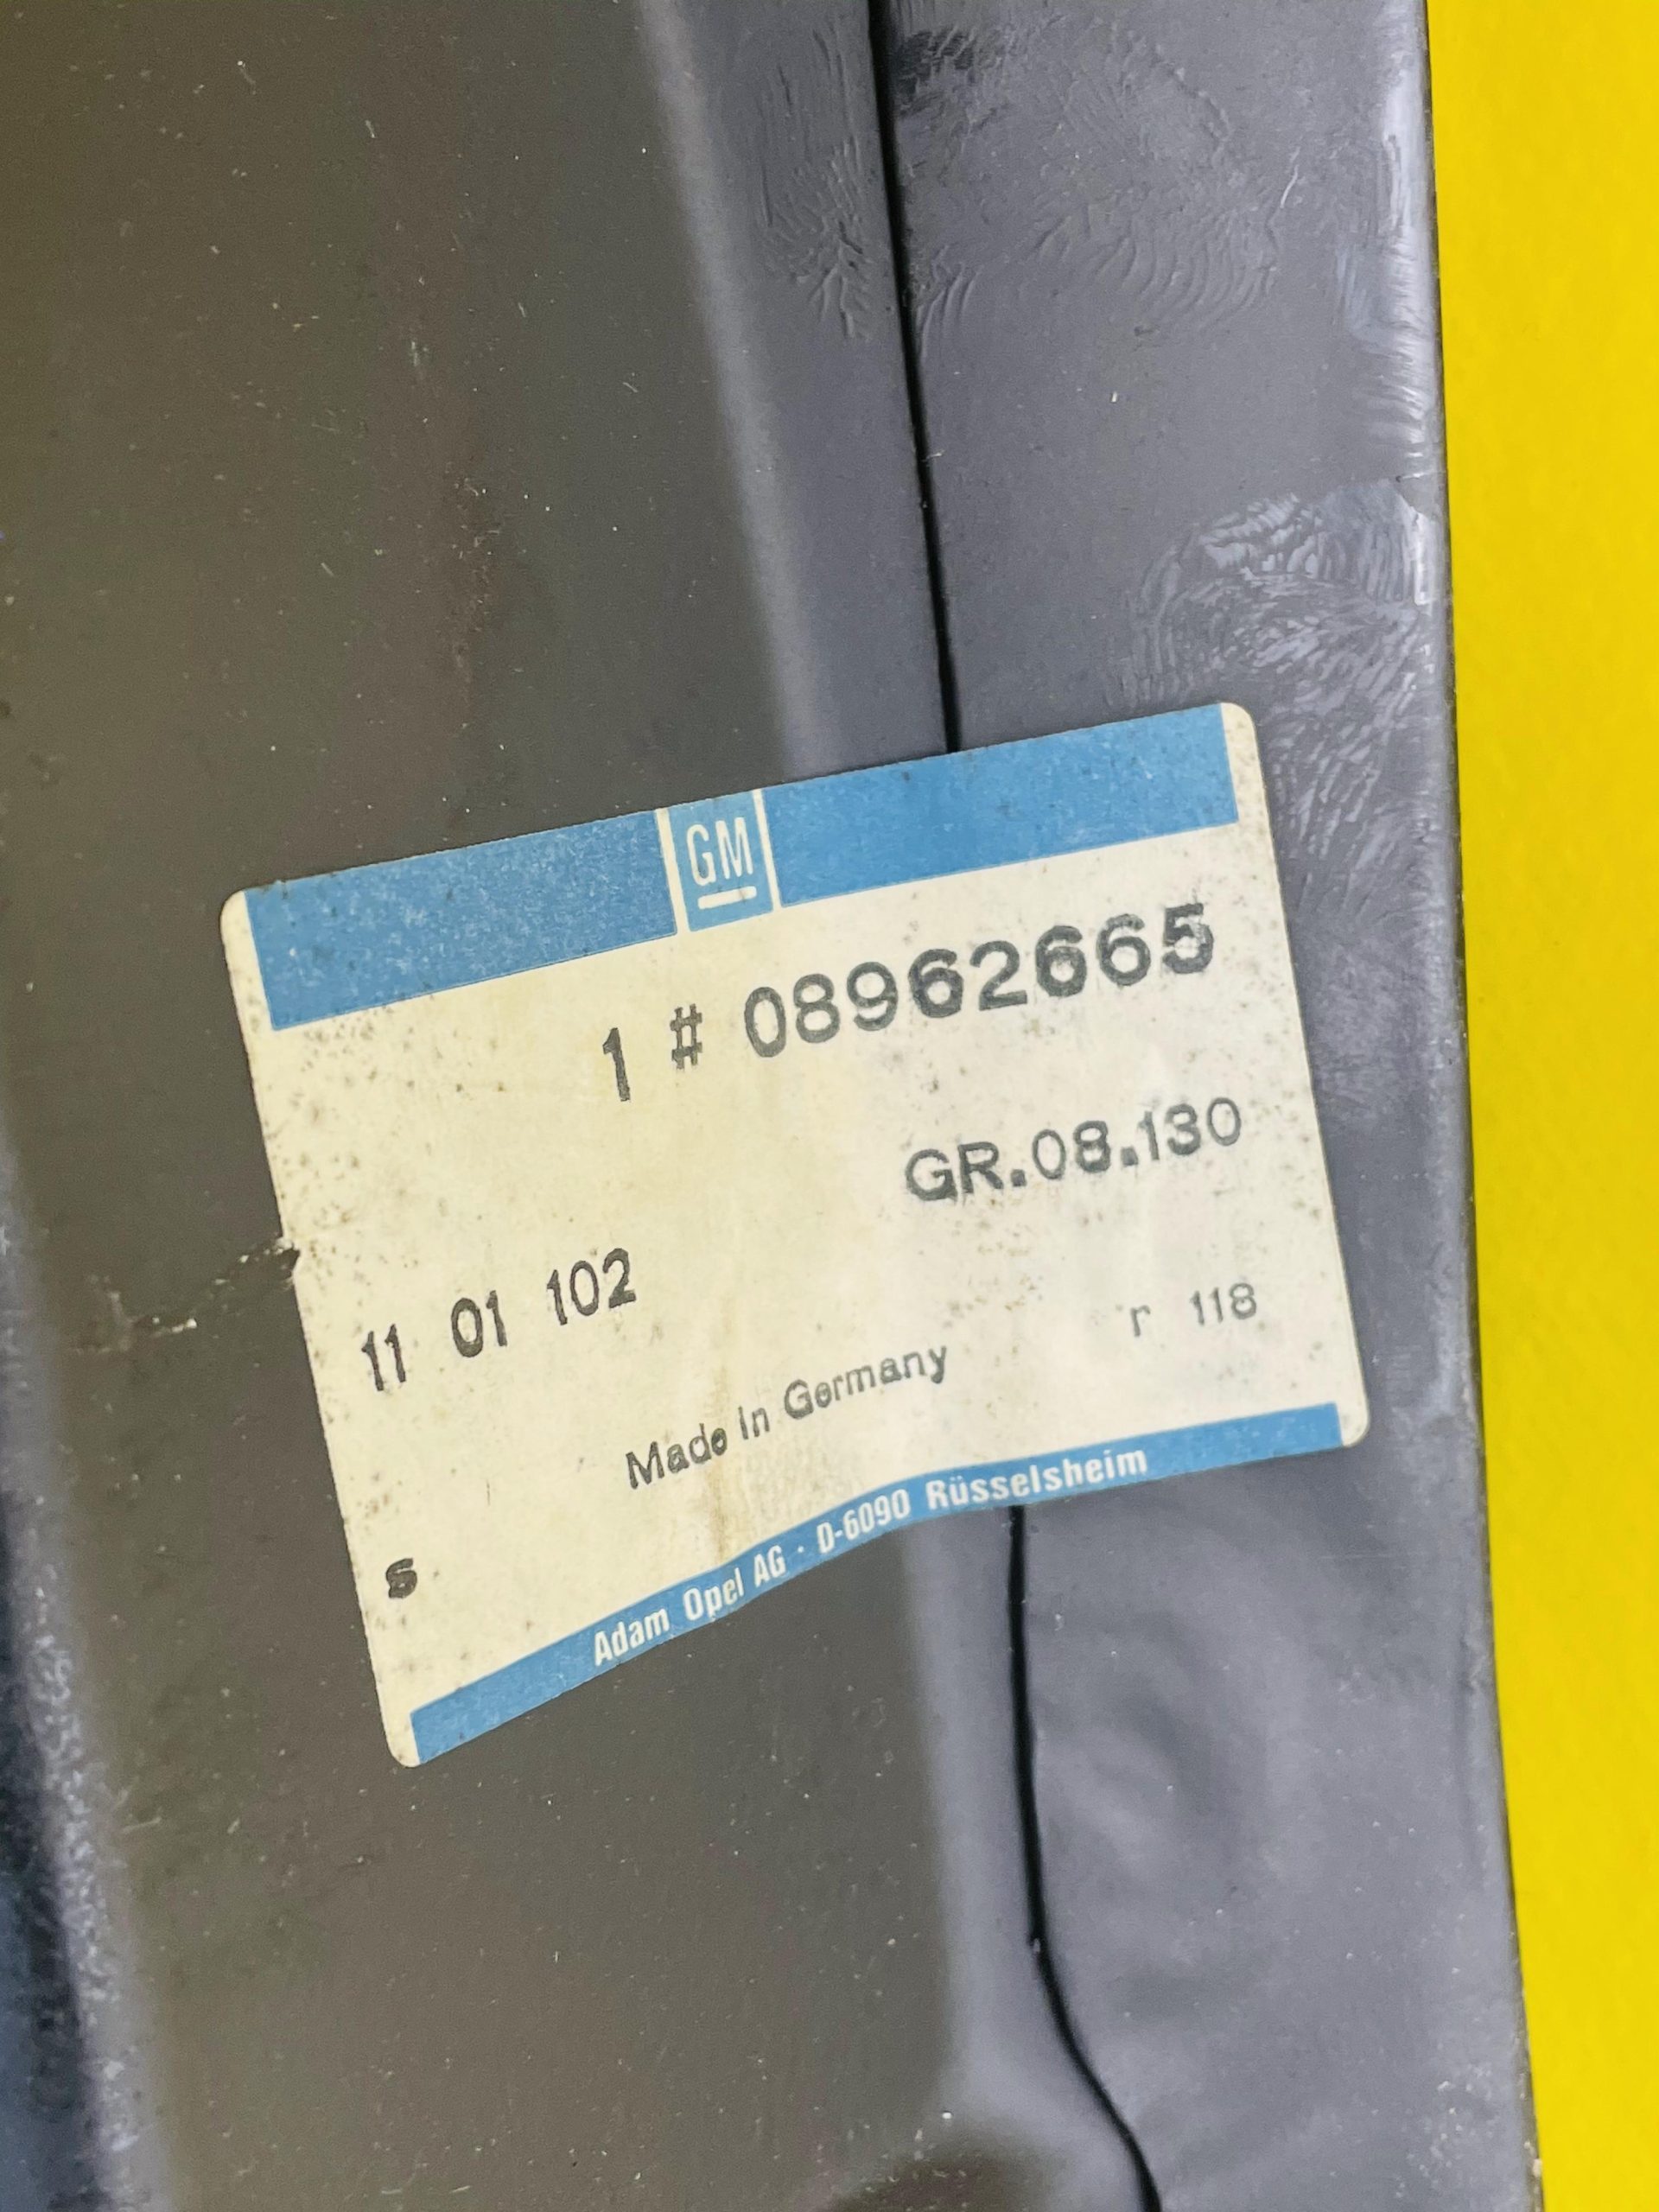 GM
1 # 08962665
GR.08.130
11 01 102
r 118
Made in Germany
s
Adam Opel AG · D-6090 Rüsselsheim